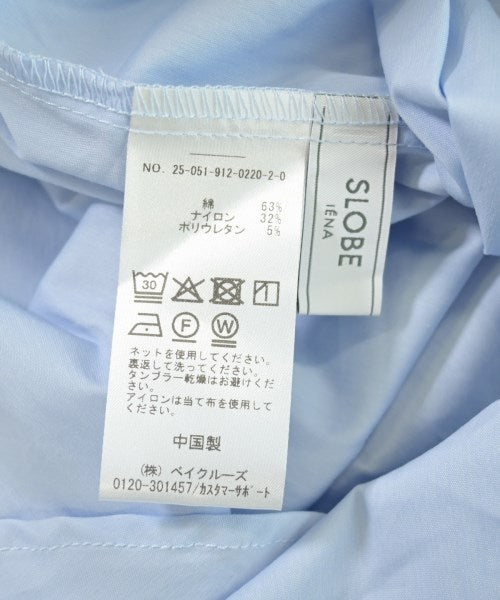 NO. 25-051-912-0220-2-0
綿 63%
ナイロン 32%
ポリウレタン 5%
30
F W
ネットを使用してください。
裏返して洗ってください。
タンブラー乾燥はお避けくだ
さい。
アイロンは当て布を使用して
ください。
中国製
(株) ベイクルーズ
0120-301457/カスタマーサポート
SLOBE
IÉNA